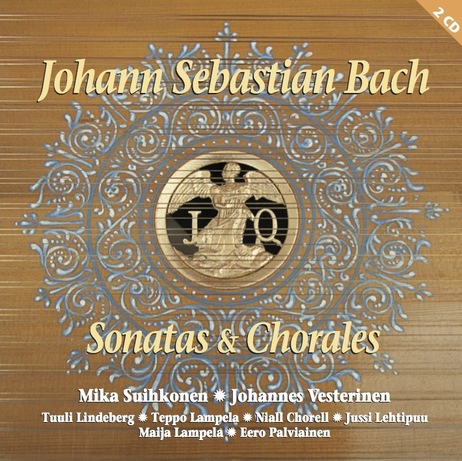 2 CD
Johann Sebastian Bach
J Q
Sonatas & Chorales
Mika Suihkonen ✹ Johannes Vesterinen
Tuuli Lindeberg ✹ Teppo Lampela ✹ Niall Chorell ✹ Jussi Lehtipuu
Maija Lampela ✹ Eero Palviainen